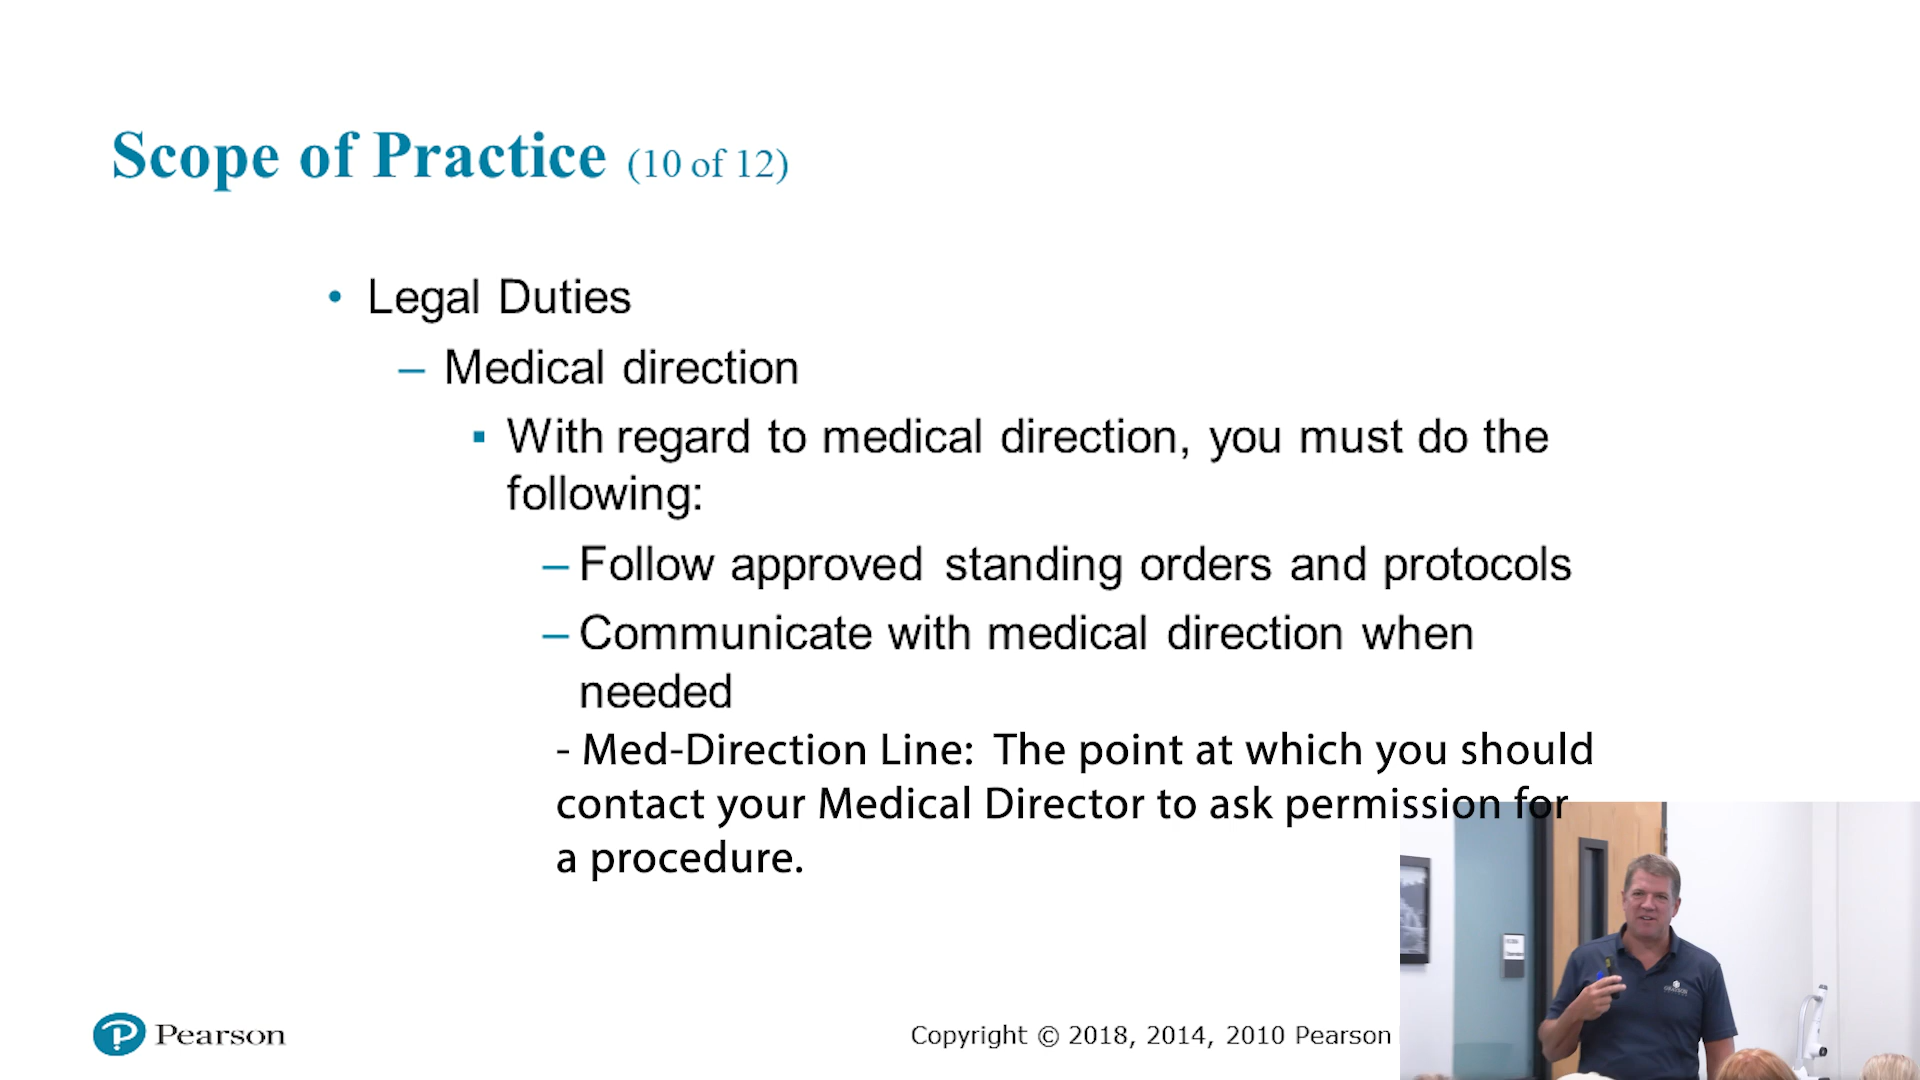 Scope of Practice (10 of 12)
• Legal Duties
– Medical direction
▪ With regard to medical direction, you must do the
following:
– Follow approved standing orders and protocols
– Communicate with medical direction when
needed
- Med-Direction Line: The point at which you should
contact your Medical Director to ask permission for
a procedure.
Pearson
Copyright © 2018, 2014, 2010 Pearson